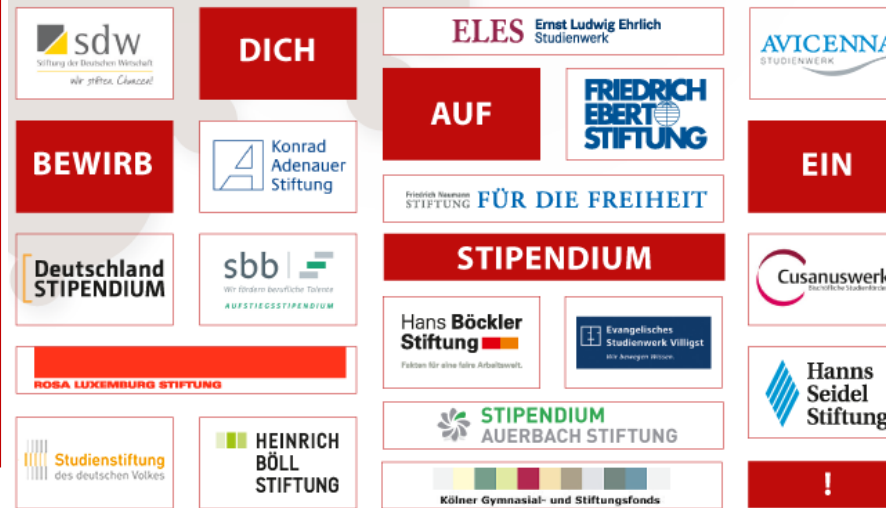 sdw
Stiftung der Deutschen Wirtschaft
Wir stiften Chancen!
DICH
ELES Ernst Ludwig Ehrlich
Studienwerk
AVICENNA
STUDIENWERK
BEWIRB
Konrad
Adenauer
Stiftung
AUF
FRIEDRICH
EBERT
STIFTUNG
EIN
Friedrich Naumann
STIFTUNG FÜR DIE FREIHEIT
Deutschland
STIPENDIUM
sbb
Wir fördern berufliche Talente
AUFSTIEGSSTIPENDIUM
STIPENDIUM
Cusanuswerk
Bischöfliche Studienförde
Hans Böckler
Stiftung
Fakten für eine faire Arbeitswelt.
Evangelisches
Studienwerk Villigst
Wir bewegen Wissen.
ROSA LUXEMBURG STIFTUNG
Hanns
Seidel
Stiftung
STIPENDIUM
AUERBACH STIFTUNG
Studienstiftung
des deutschen Volkes
HEINRICH
BÖLL
STIFTUNG
Kölner Gymnasial- und Stiftungsfonds
!